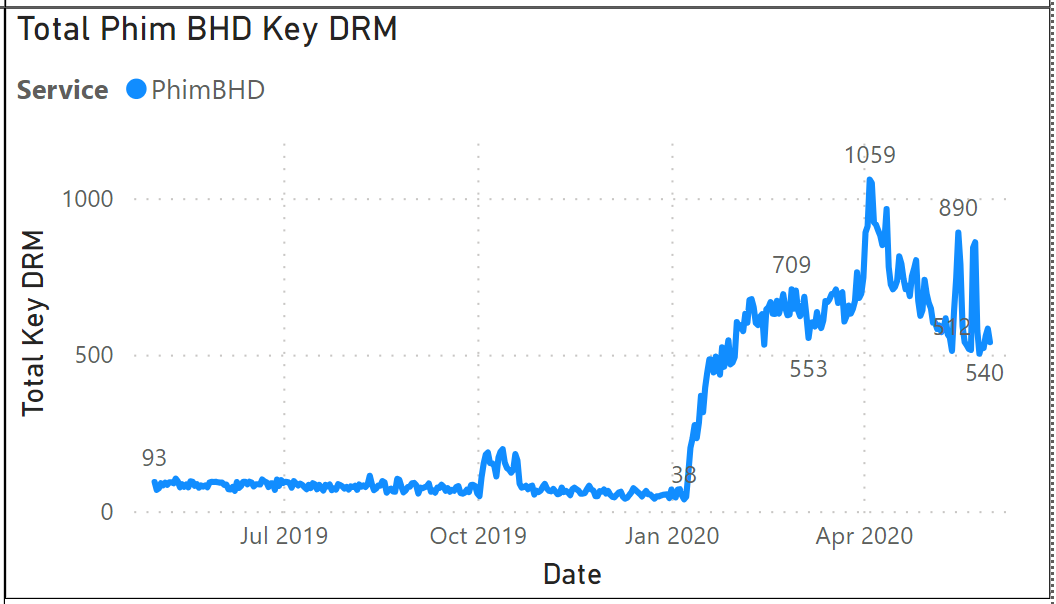 Total Phim BHD Key DRM
Service PhimBHD
1059
1000
890
709
Total Key DRM
512
500
553
540
93
38
0
Jul 2019 Oct 2019 Jan 2020 Apr 2020
Date